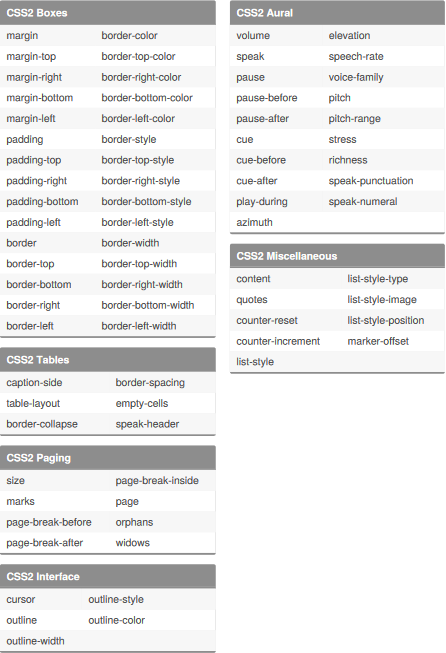 CSS2 Boxes
margin border-color
margin-top border-top-color
margin-right border-right-color
margin-bottom border-bottom-color
margin-left border-left-color
padding border-style
padding-top border-top-style
padding-right border-right-style
padding-bottom border-bottom-style
padding-left border-left-style
border border-width
border-top border-top-width
border-bottom border-right-width
border-right border-bottom-width
border-left border-left-width
CSS2 Tables
caption-side border-spacing
table-layout empty-cells
border-collapse speak-header
CSS2 Paging
size page-break-inside
marks page
page-break-before orphans
page-break-after widows
CSS2 Interface
cursor outline-style
outline outline-color
outline-width
CSS2 Aural
volume elevation
speak speech-rate
pause voice-family
pause-before pitch
pause-after pitch-range
cue stress
cue-before richness
cue-after speak-punctuation
play-during speak-numeral
azimuth
CSS2 Miscellaneous
content list-style-type
quotes list-style-image
counter-reset list-style-position
counter-increment marker-offset
list-style